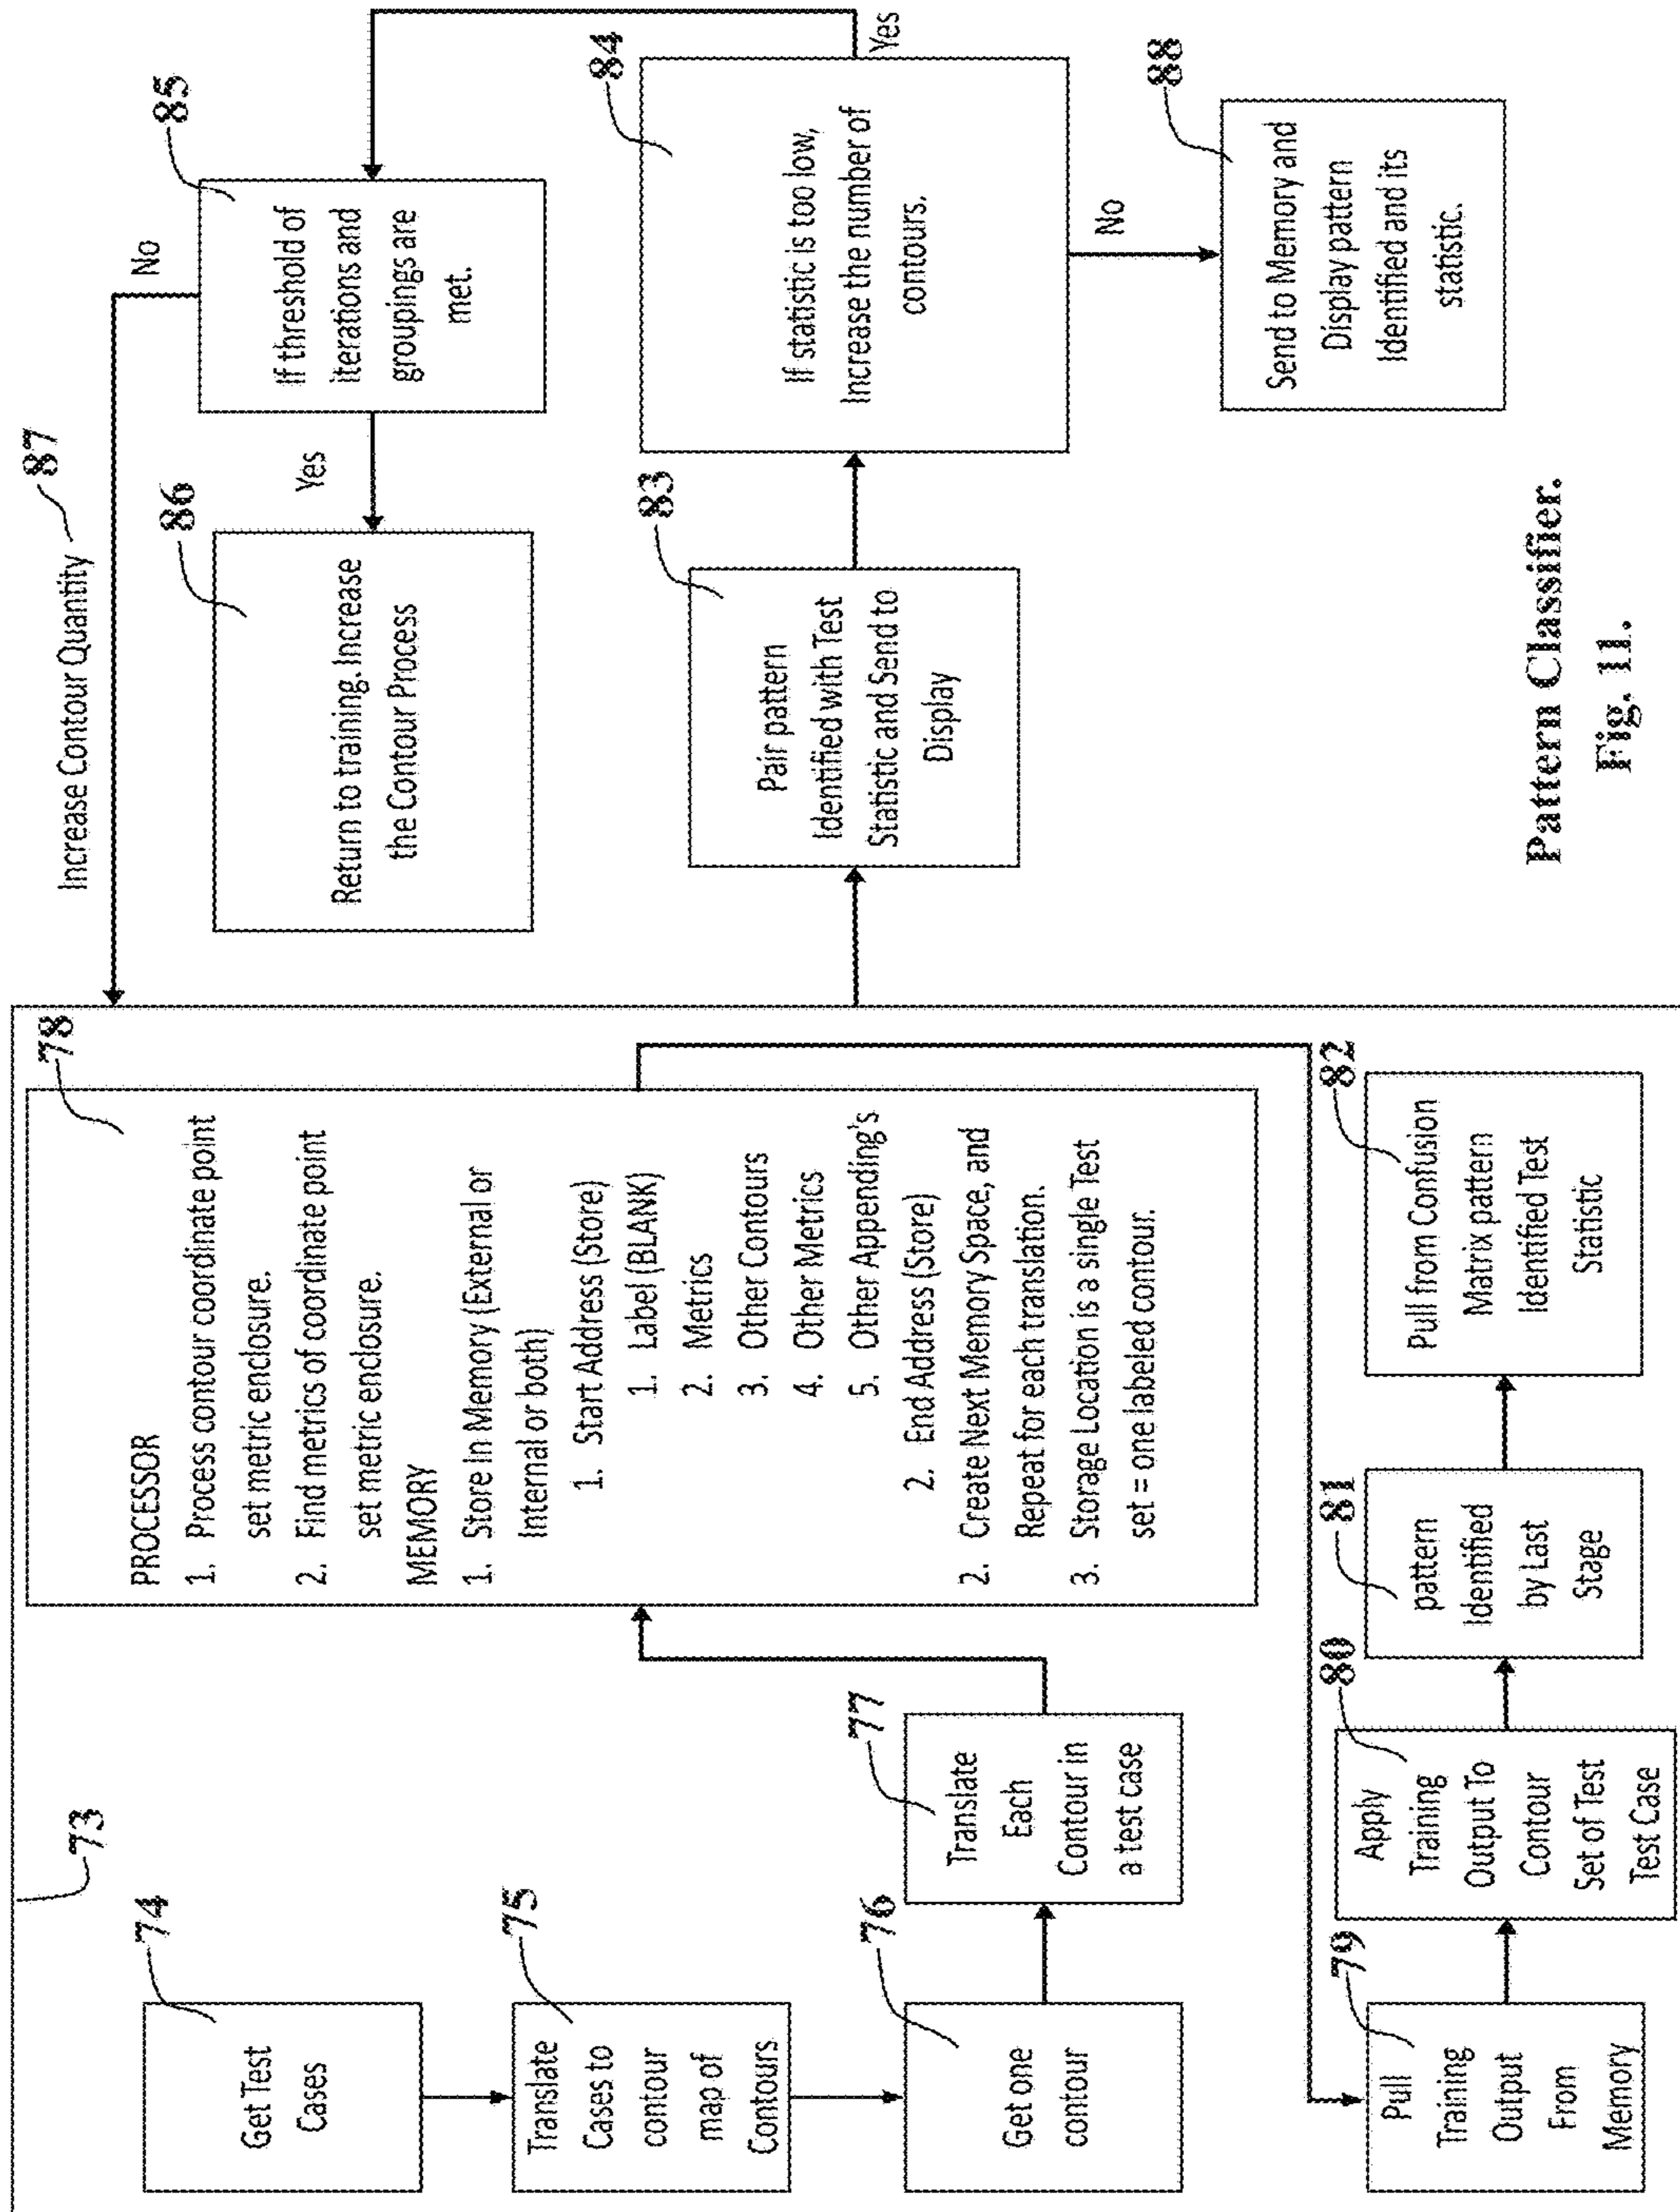 73
74
Get Test
Cases
75
Translate
Cases to
contour
map of
Contours
76
Get one
contour
77
Translate
Each
Contour in
a test case
78
PROCESSOR
1. Process contour coordinate point
set metric enclosure.
2. Find metrics of coordinate point
set metric enclosure.
MEMORY
1. Store In Memory (External or
Internal or both)
1. Start Address (Store)
1. Label (BLANK)
2. Metrics
3. Other Contours
4. Other Metrics
5. Other Appending's
2. End Address (Store)
2. Create Next Memory Space, and
Repeat for each translation.
3. Storage Location is a single Test
set = one labeled contour.
79
Pull
Training
Output
From
Memory
80
Apply
Training
Output To
Contour
Set of Test
Test Case
81
pattern
Identified
by Last
Stage
82
Pull from Confusion
Matrix pattern
Identified Test
Statistic
83
Pair pattern
Identified with Test
Statistic and Send to
Display
84
If statistic is too low,
Increase the number of
contours.
Yes
No
85
If threshold of
iterations and
groupings are
met.
No
Yes
86
Return to training. Increase
the Contour Process
Increase Contour Quantity 87
88
Send to Memory and
Display pattern
Identified and its
statistic.
Pattern Classifier.
Fig. 11.